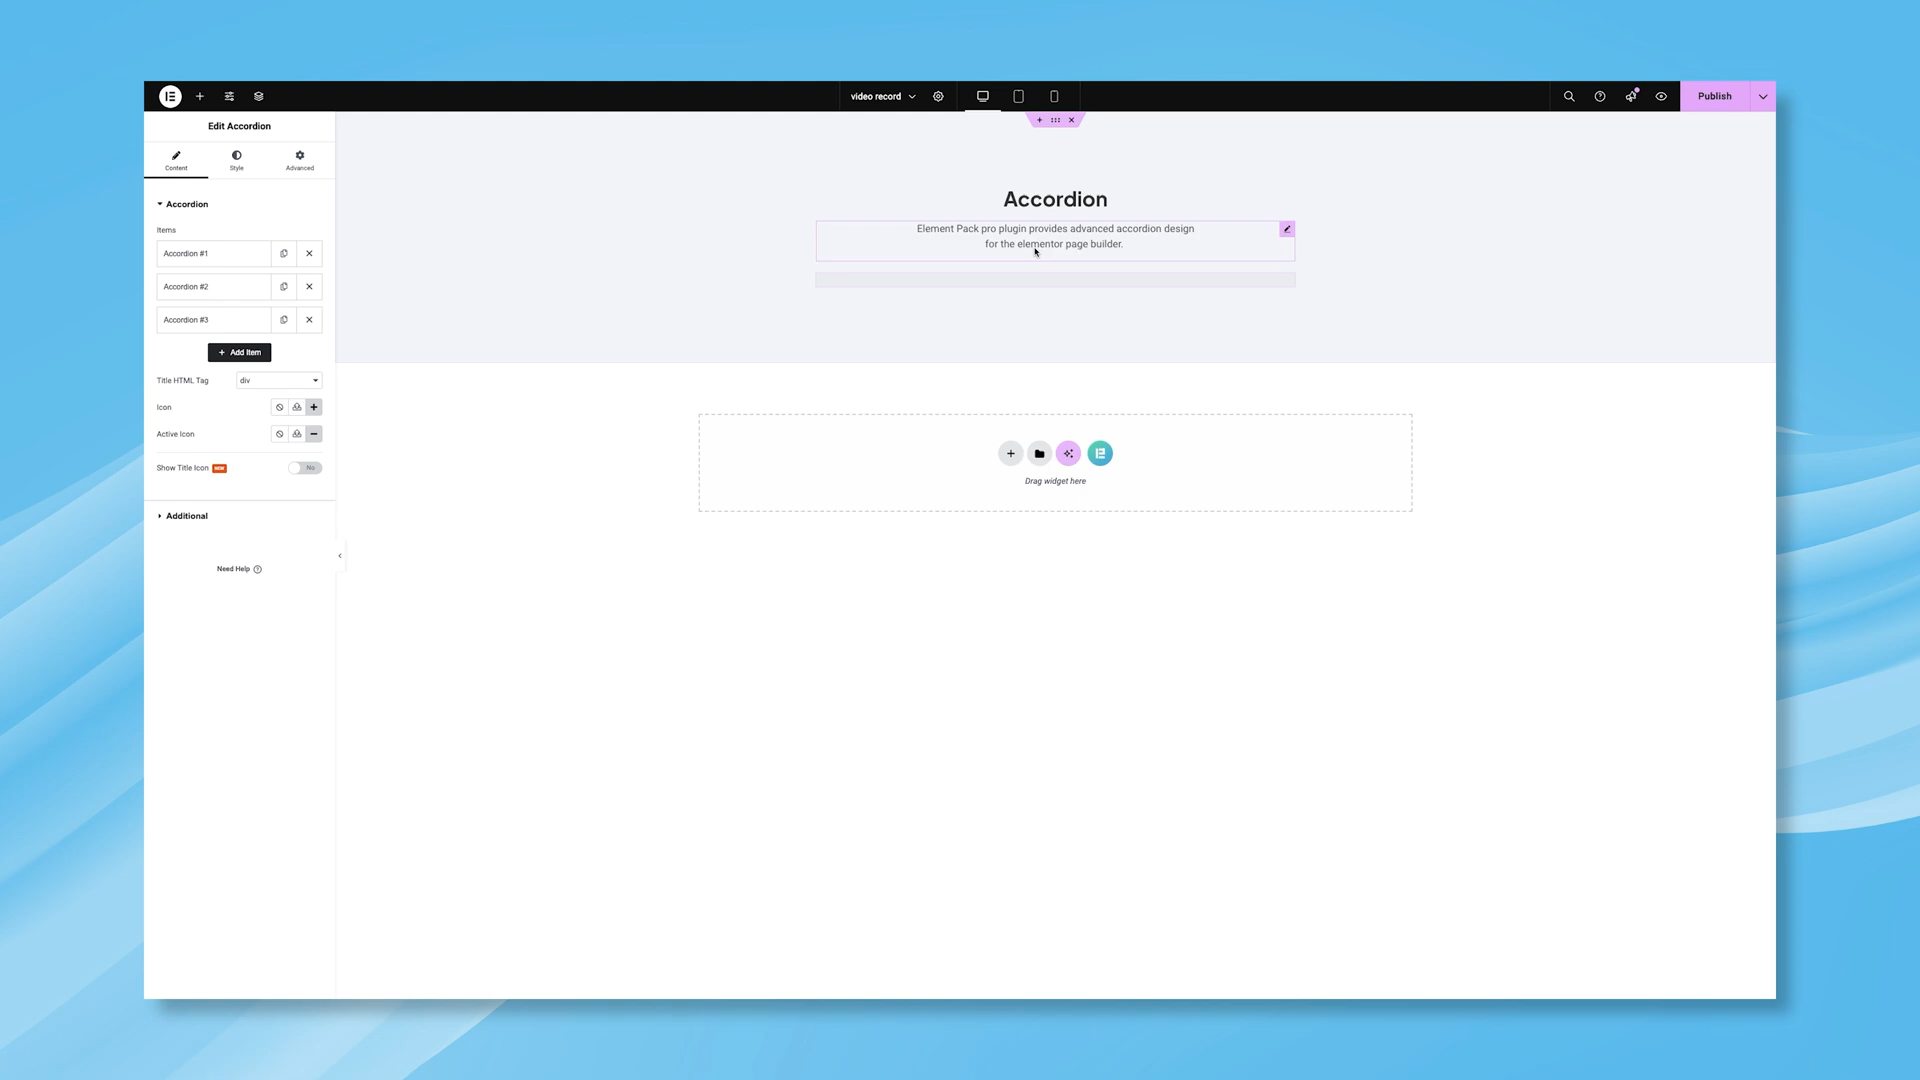 video record
Publish
Edit Accordion
Content
Style
Advanced
Accordion
Items
Accordion #1
Accordion #2
Accordion #3
+ Add Item
Title HTML Tag
div
Icon
Active Icon
Show Title Icon NEW
No
Additional
Need Help
Accordion
Element Pack pro plugin provides advanced accordion design
for the elementor page builder.
Drag widget here